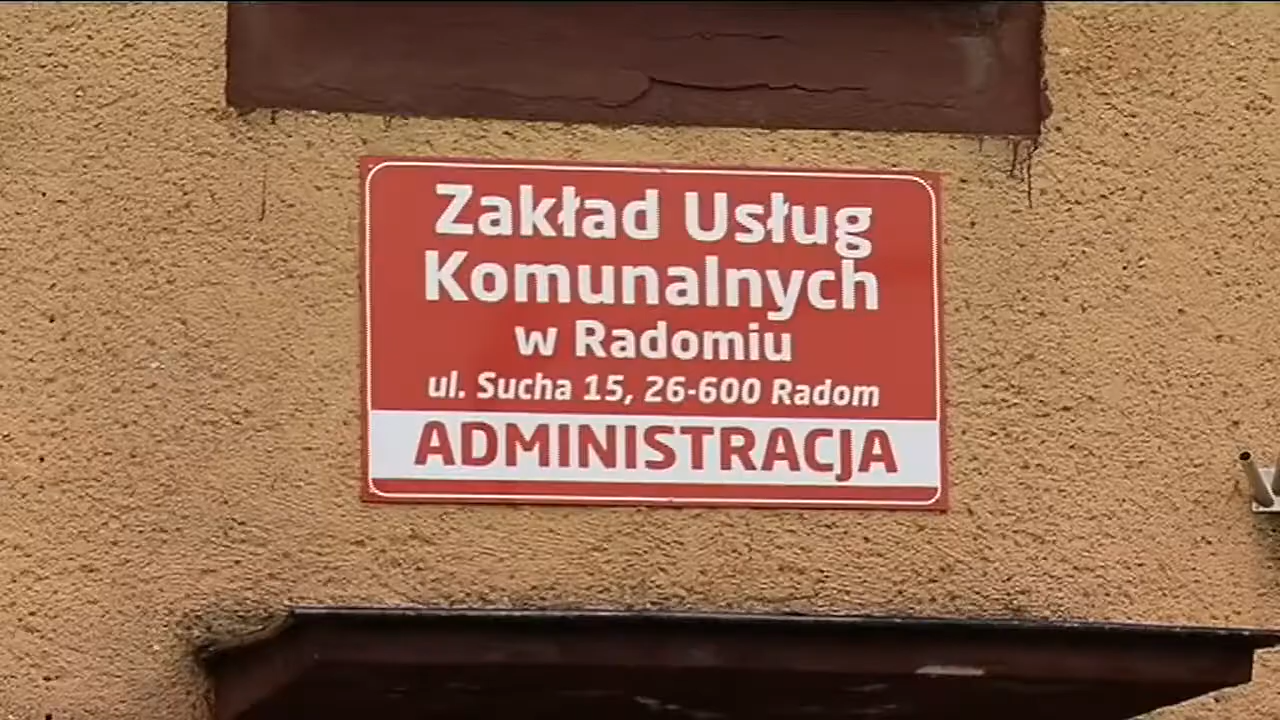 Zakład Usług
Komunalnych
w Radomiu
ul. Sucha 15, 26-600 Radom
ADMINISTRACJA